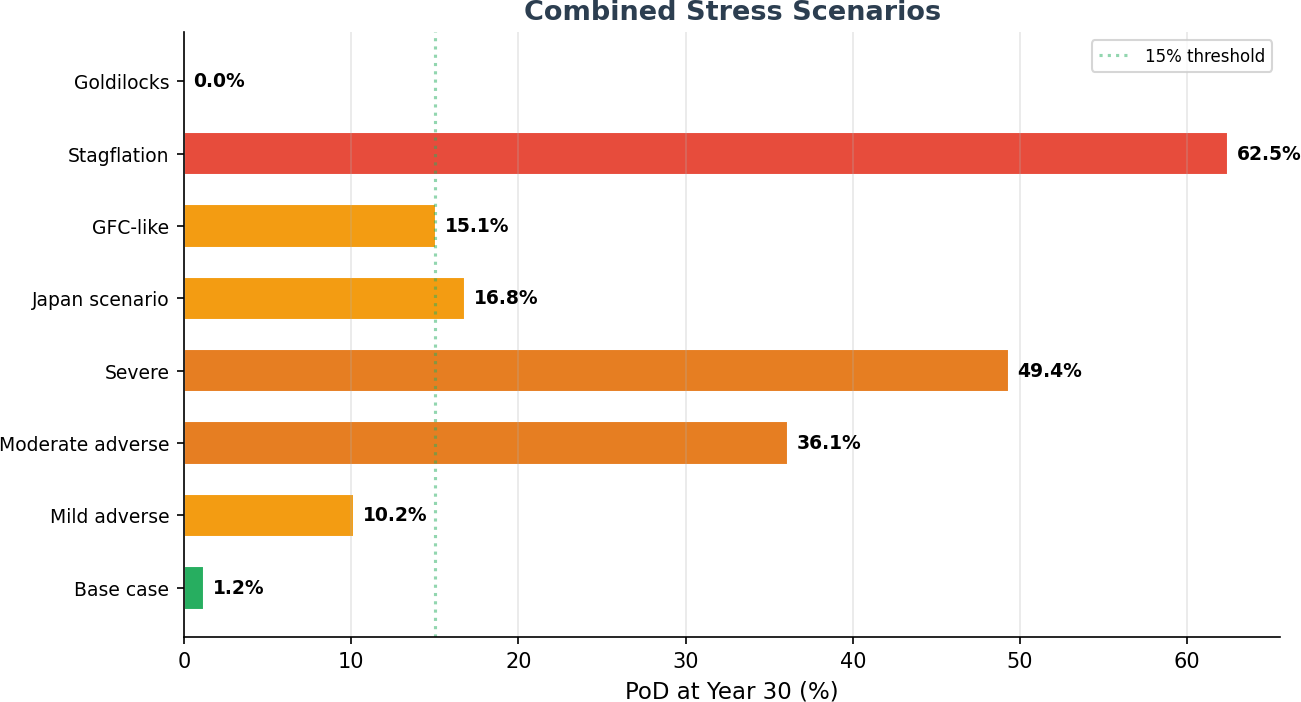 Combined Stress Scenarios
15% threshold
Goldilocks 0.0%
Stagflation 62.5%
GFC-like 15.1%
Japan scenario 16.8%
Severe 49.4%
Moderate adverse 36.1%
Mild adverse 10.2%
Base case 1.2%
0 10 20 30 40 50 60
PoD at Year 30 (%)